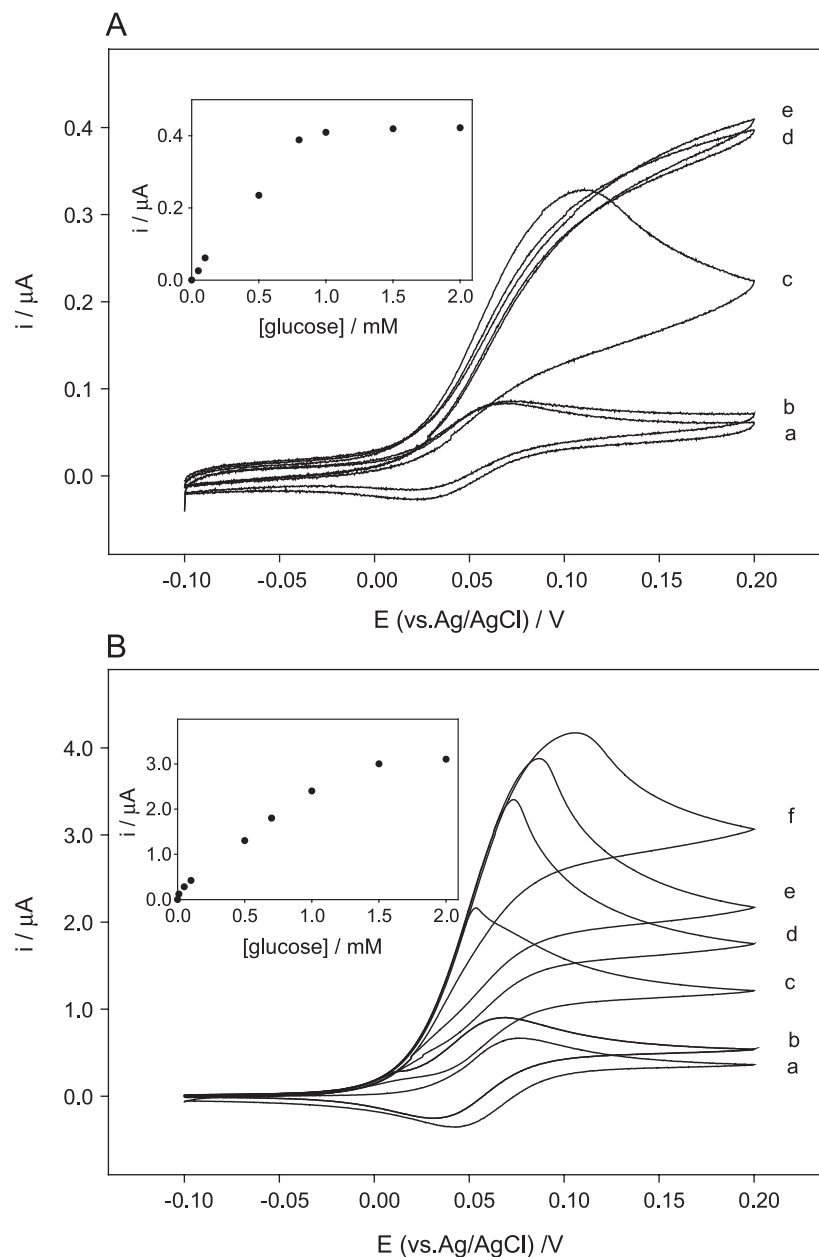 A
0.4
0.3
0.2
0.1
0.0
i / µA
-0.10 -0.05 0.00 0.05 0.10 0.15 0.20
E (vs.Ag/AgCl) / V
0.4
0.2
0.0
i / µA
0.0 0.5 1.0 1.5 2.0
[glucose] / mM
e
d
c
b
a
B
4.0
3.0
2.0
1.0
0.0
i / µA
-0.10 -0.05 0.00 0.05 0.10 0.15 0.20
E (vs.Ag/AgCl) /V
3.0
2.0
1.0
0.0
i / µA
0.0 0.5 1.0 1.5 2.0
[glucose] / mM
f
e
d
c
b
a